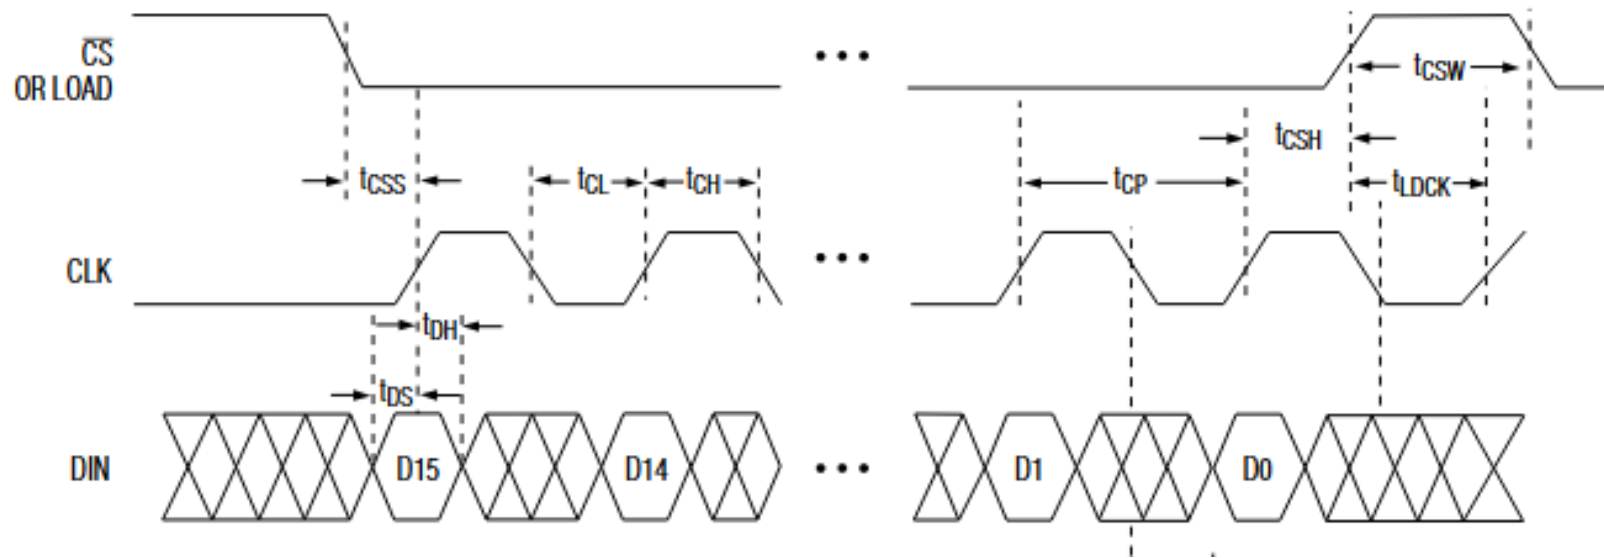 CS
OR LOAD
tCSW
tCSH
tCSS
tCL
tCH
tCP
tLDCK
CLK
tDH
tDS
DIN
D15
D14
D1
D0